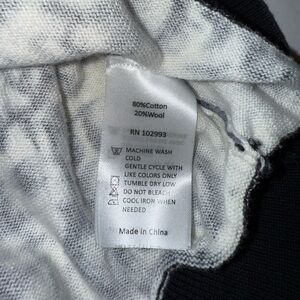 80%Cotton
20%Wool
RN 102993
MACHINE WASH
COLD
GENTLE CYCLE WITH
LIKE COLORS ONLY
TUMBLE DRY LOW
DO NOT BLEACH
COOL IRON WHEN
NEEDED
Made in China